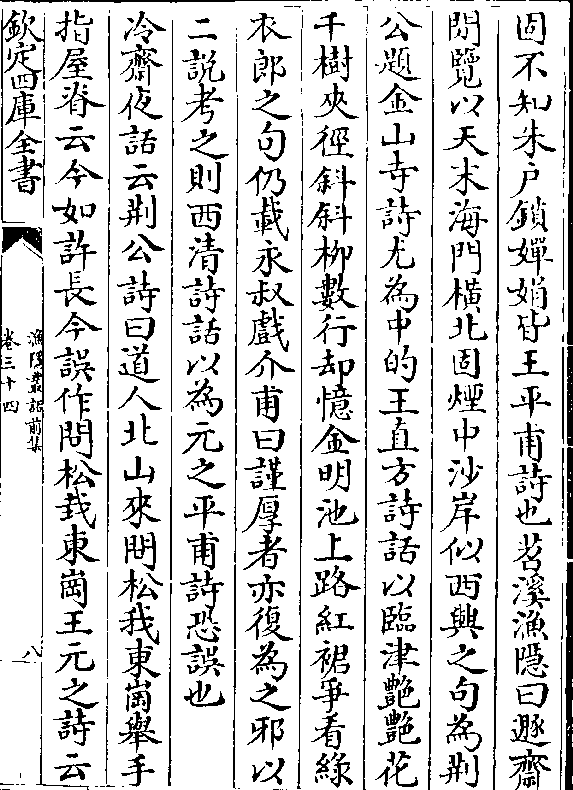 固不知朱户鎖嬋娟皆王平甫詩也苕溪漁隱曰遯齋
閒覽以天末海門横北固煙中沙岸似西興之句為荆
公題金山寺詩尤為中的王直方詩話以臨津艷艷花
千樹夾徑斜斜柳數行却憶金明池上路紅裙爭看緑
衣郎之句仍載永叔戲介甫曰謹厚者亦復為之邪以
二説考之則西清詩話以為元之平甫詩恐誤也
冷齋夜話云荆公詩曰道人北山來問松我東崗舉手
指屋脊云今如許長今誤作問松栽東崗王元之詩云
欽定四庫全書
漁隱叢話前集
卷三十四
八